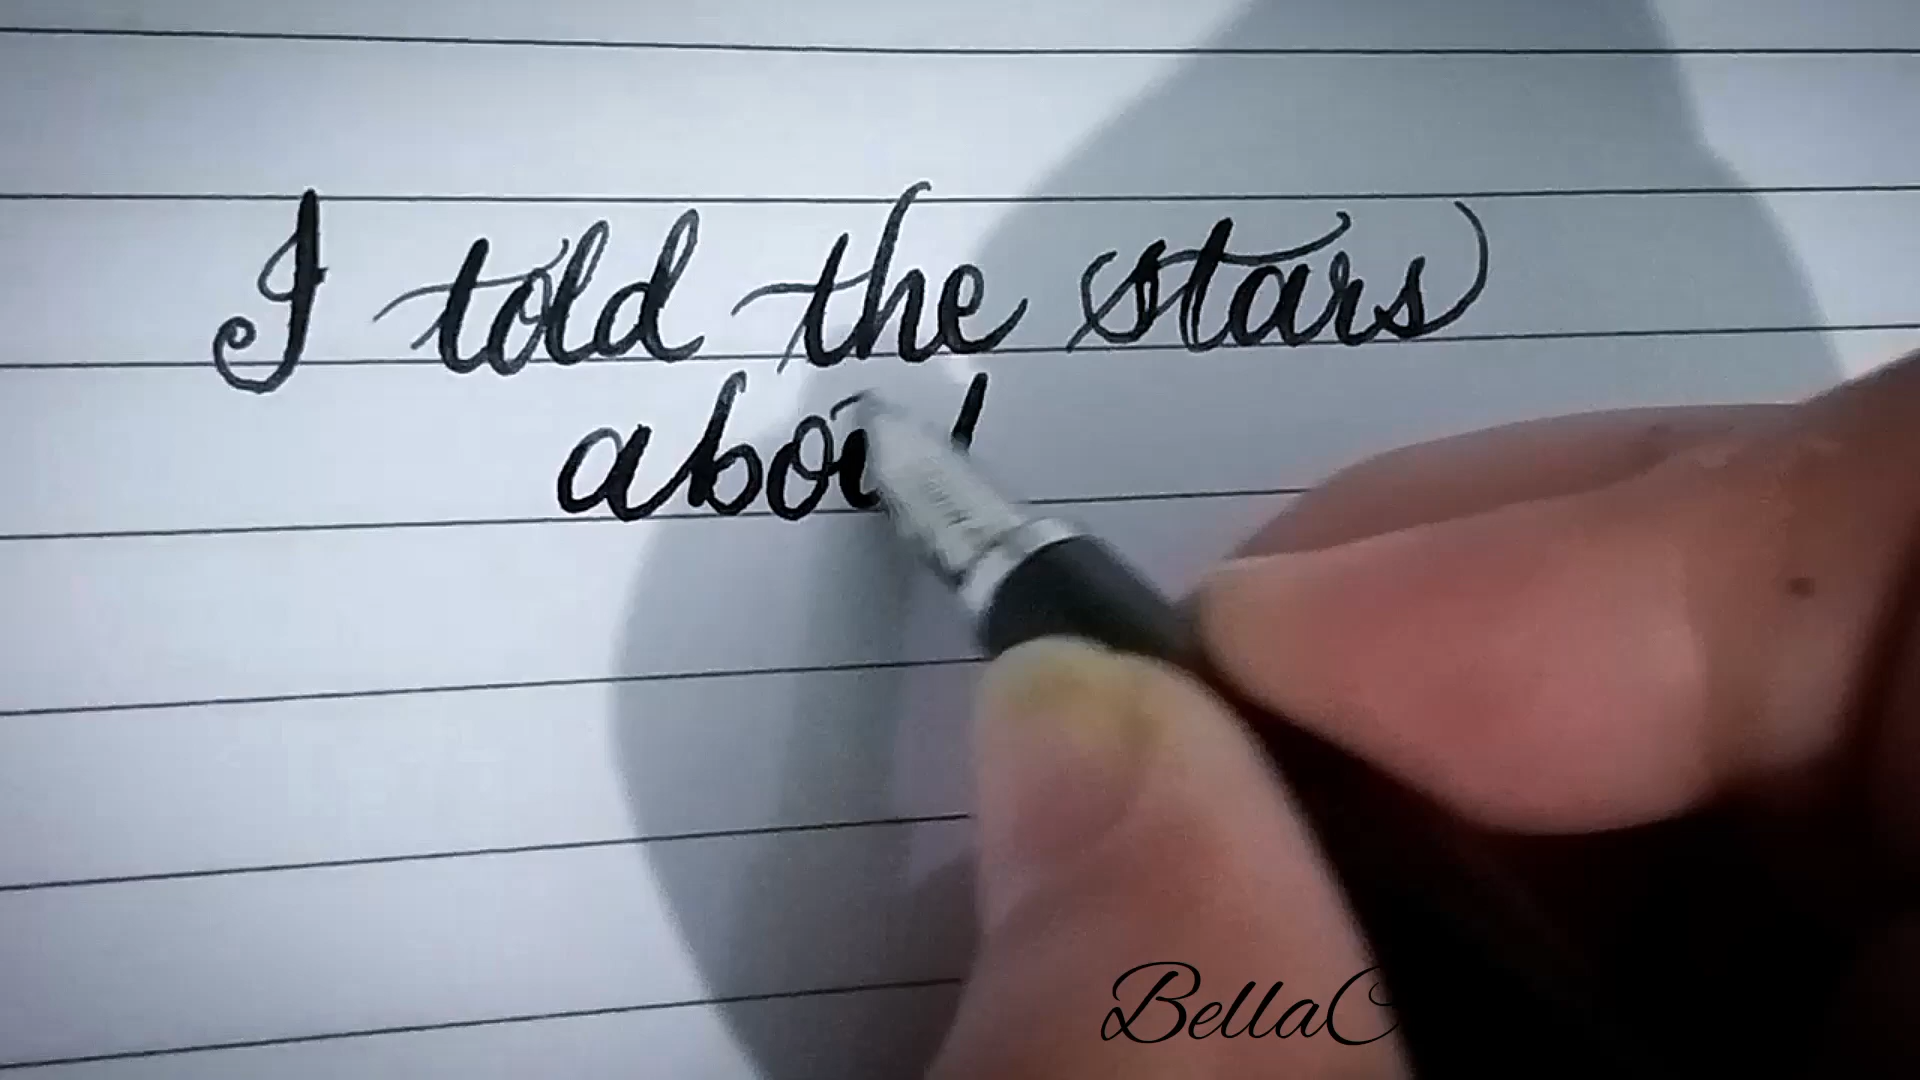 I told the stars
abou
BellaC